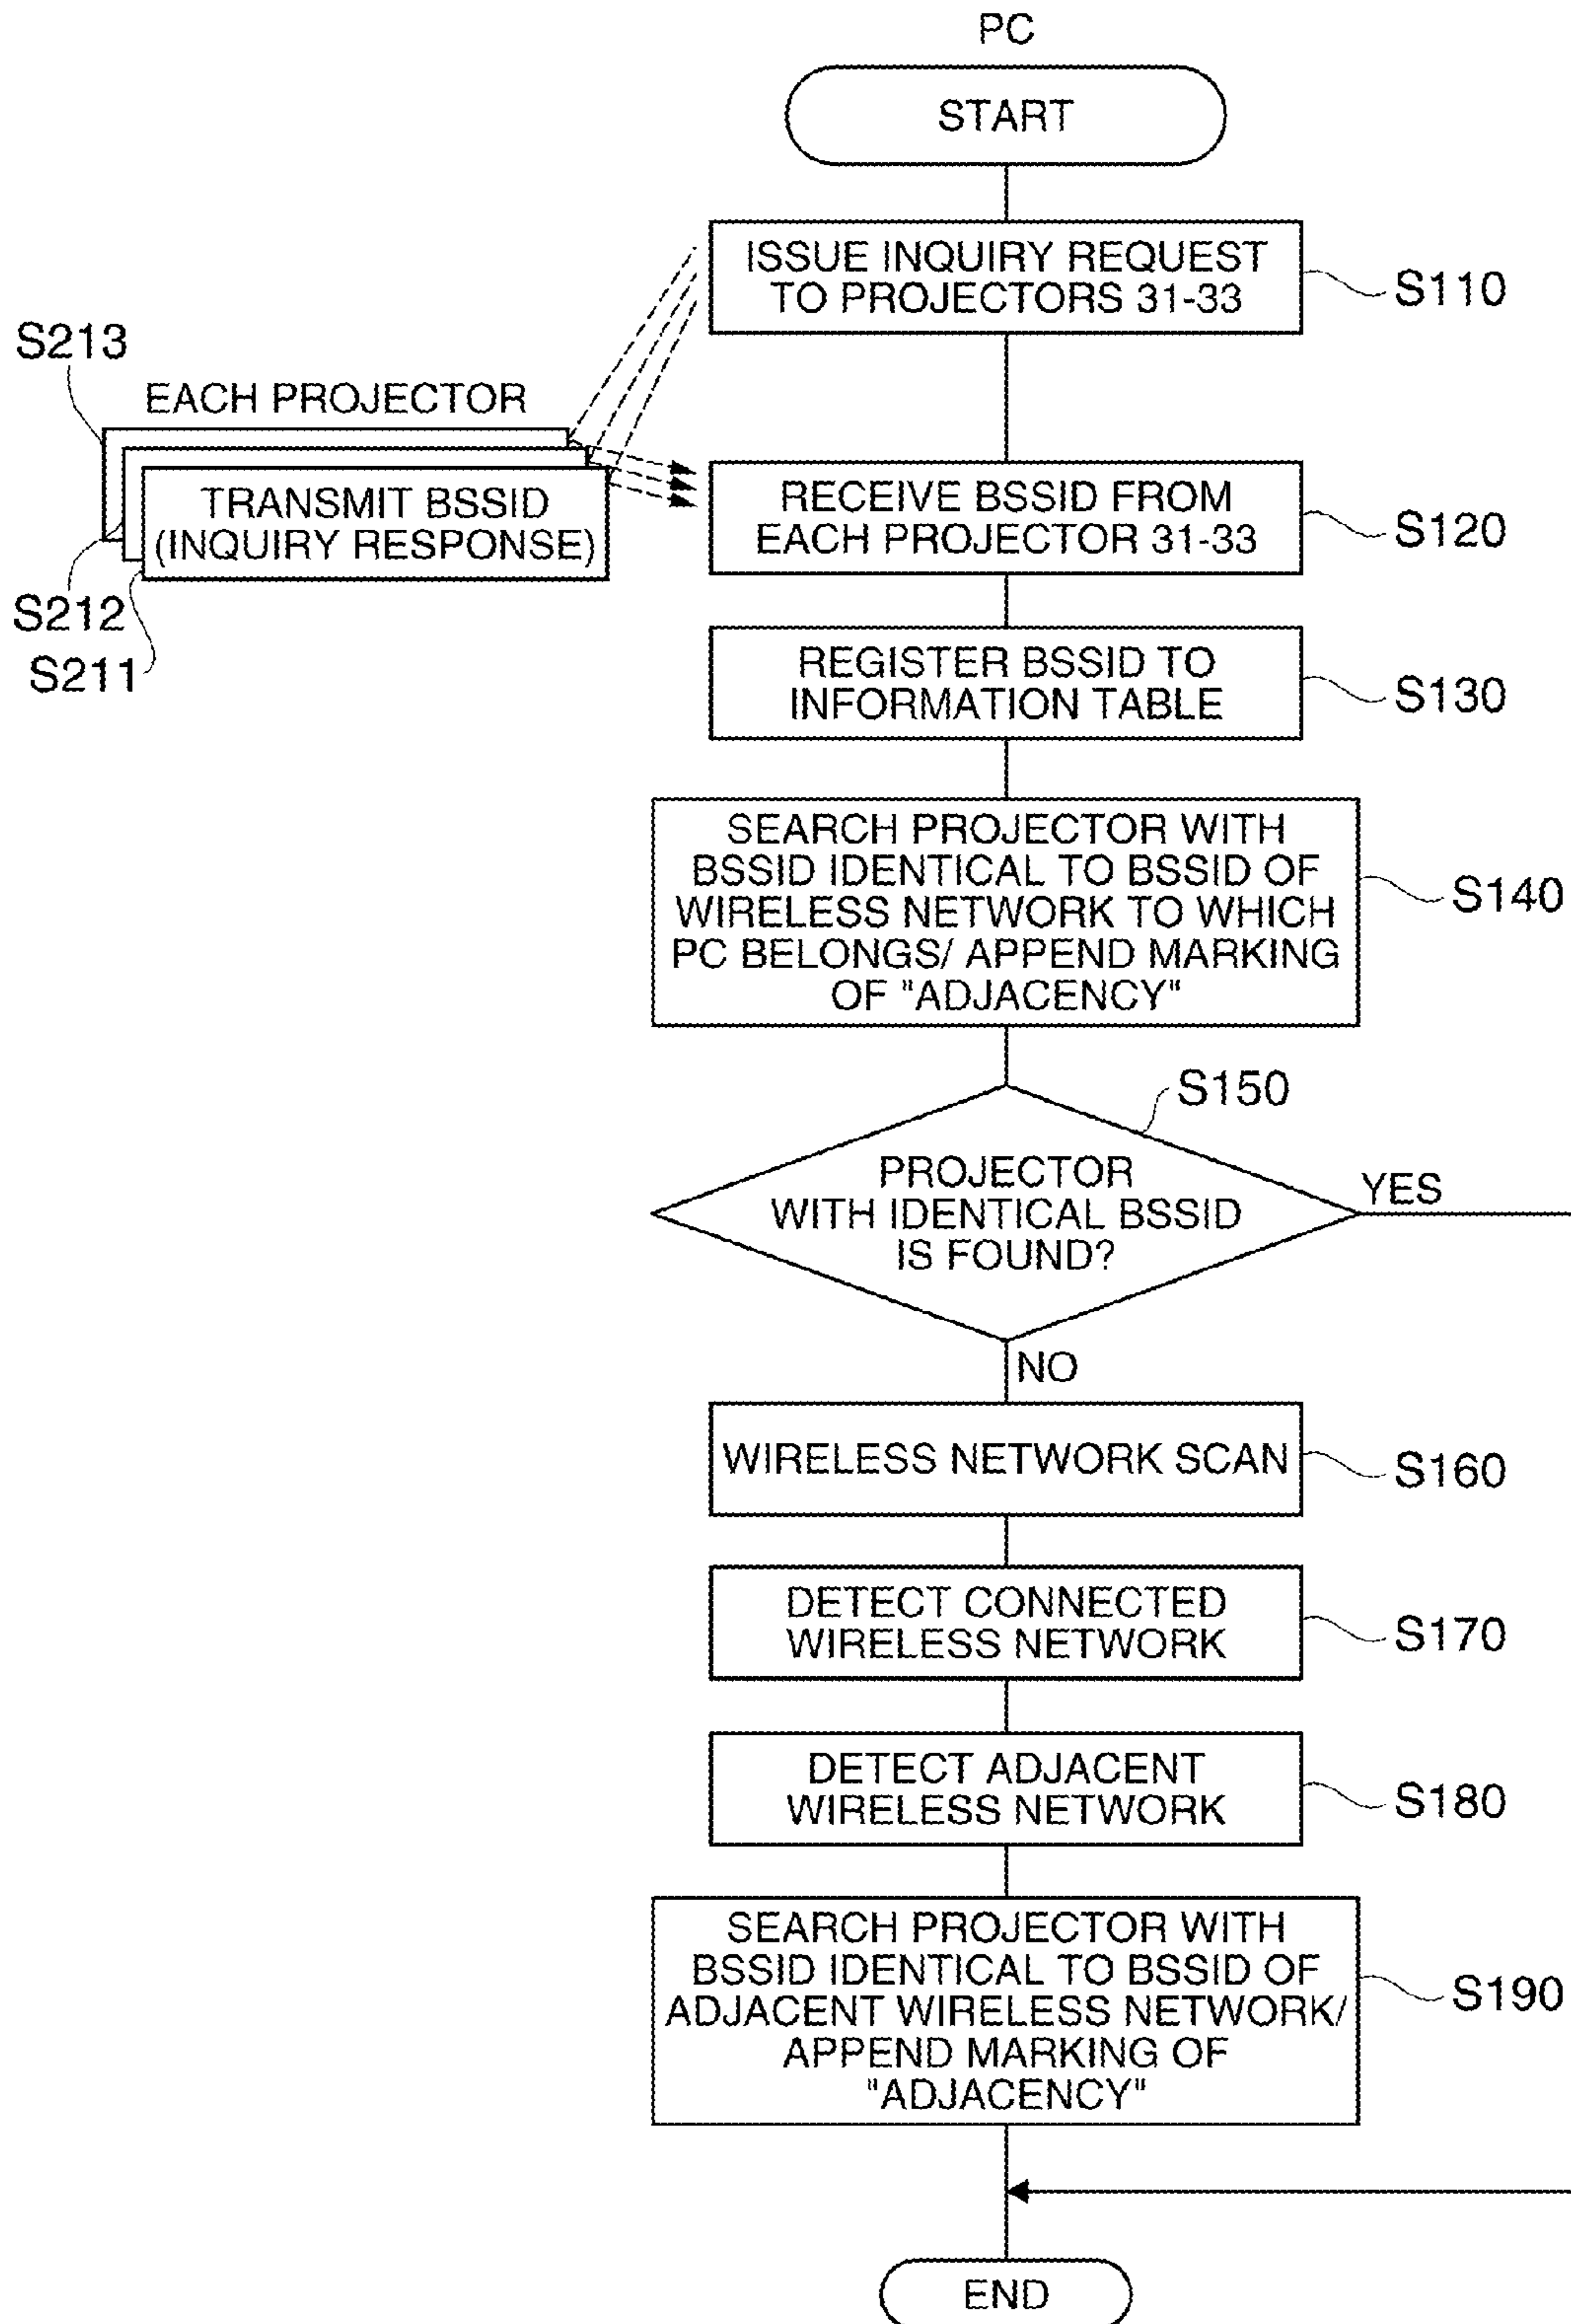 PC
START
ISSUE INQUIRY REQUEST
TO PROJECTORS 31-33
S110
S213
EACH PROJECTOR
TRANSMIT BSSID
(INQUIRY RESPONSE)
S212
S211
RECEIVE BSSID FROM
EACH PROJECTOR 31-33
S120
REGISTER BSSID TO
INFORMATION TABLE
S130
SEARCH PROJECTOR WITH
BSSID IDENTICAL TO BSSID OF
WIRELESS NETWORK TO WHICH
PC BELONGS/ APPEND MARKING
OF "ADJACENCY"
S140
S150
PROJECTOR
WITH IDENTICAL BSSID
IS FOUND?
YES
NO
WIRELESS NETWORK SCAN
S160
DETECT CONNECTED
WIRELESS NETWORK
S170
DETECT ADJACENT
WIRELESS NETWORK
S180
SEARCH PROJECTOR WITH
BSSID IDENTICAL TO BSSID OF
ADJACENT WIRELESS NETWORK/
APPEND MARKING OF
"ADJACENCY"
S190
END